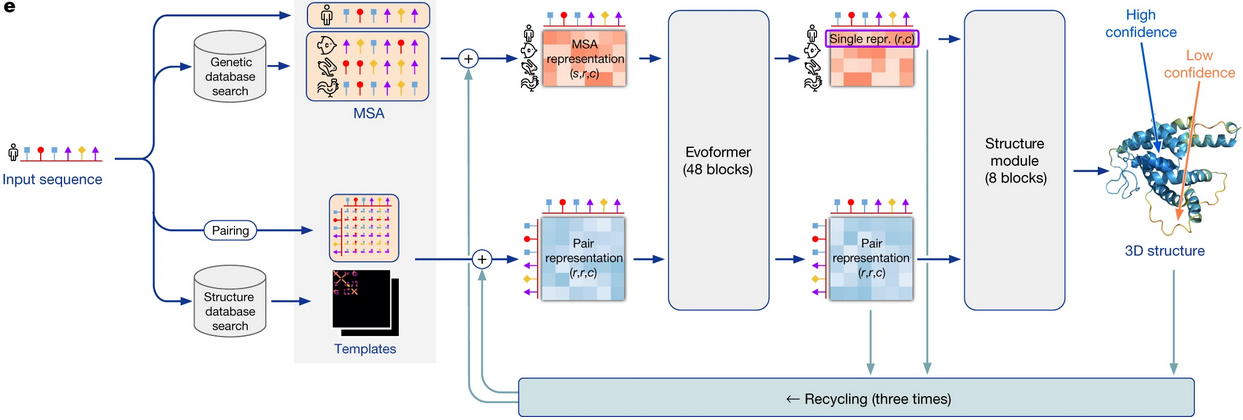 e
Input sequence
Genetic
database
search
MSA
Pairing
Structure
database
search
Templates
+
+
MSA
representation
(s,r,c)
Pair
representation
(r,r,c)
Evoformer
(48 blocks)
Single repr. (r,c)
Pair
representation
(r,r,c)
Structure
module
(8 blocks)
High
confidence
Low
confidence
3D structure
← Recycling (three times)